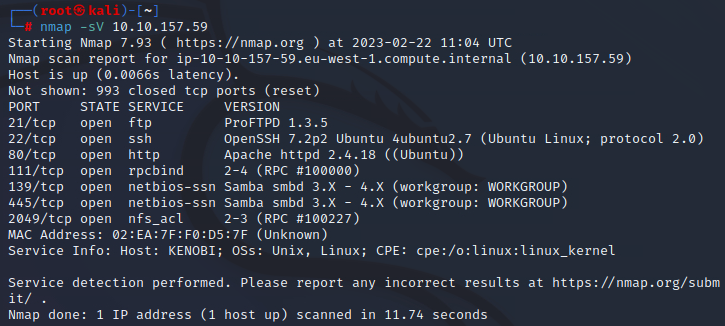 ┌──(root㉿kali)-[~]
└─# nmap -sV 10.10.157.59
Starting Nmap 7.93 ( https://nmap.org ) at 2023-02-22 11:04 UTC
Nmap scan report for ip-10-10-157-59.eu-west-1.compute.internal (10.10.157.59)
Host is up (0.0066s latency).
Not shown: 993 closed tcp ports (reset)
PORT     STATE SERVICE     VERSION
21/tcp   open  ftp         ProFTPD 1.3.5
22/tcp   open  ssh         OpenSSH 7.2p2 Ubuntu 4ubuntu2.7 (Ubuntu Linux; protocol 2.0)
80/tcp   open  http        Apache httpd 2.4.18 ((Ubuntu))
111/tcp  open  rpcbind     2-4 (RPC #100000)
139/tcp  open  netbios-ssn Samba smbd 3.X - 4.X (workgroup: WORKGROUP)
445/tcp  open  netbios-ssn Samba smbd 3.X - 4.X (workgroup: WORKGROUP)
2049/tcp open  nfs_acl     2-3 (RPC #100227)
MAC Address: 02:EA:7F:F0:D5:7F (Unknown)
Service Info: Host: KENOBI; OSs: Unix, Linux; CPE: cpe:/o:linux:linux_kernel
Service detection performed. Please report any incorrect results at https://nmap.org/subm
it/ .
Nmap done: 1 IP address (1 host up) scanned in 11.74 seconds